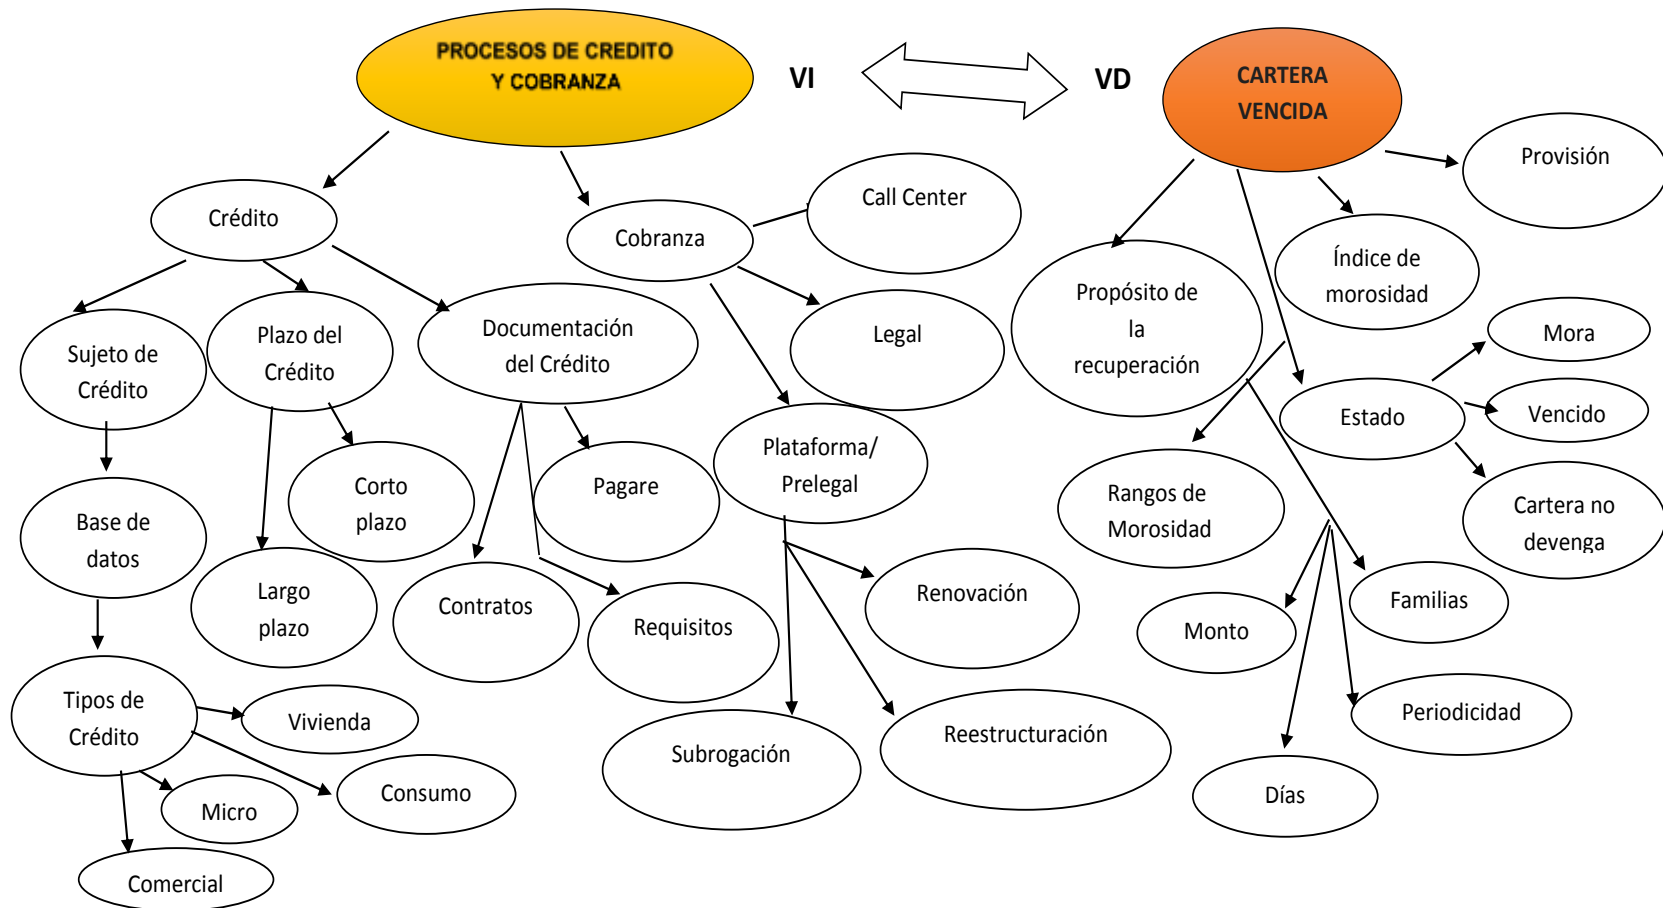 PROCESOS DE CREDITO
Y COBRANZA
VI
VD
CARTERA
VENCIDA
Provisión
Call Center
Crédito
Cobranza
Índice de
morosidad
Propósito de
la
recuperación
Sujeto de
Crédito
Plazo del
Crédito
Documentación
del Crédito
Legal
Mora
Estado
Vencido
Plataforma/
Prelegal
Corto
plazo
Pagare
Rangos de
Morosidad
Cartera no
devenga
Base de
datos
Largo
plazo
Contratos
Requisitos
Renovación
Familias
Monto
Tipos de
Crédito
Vivienda
Subrogación
Reestructuración
Periodicidad
Días
Consumo
Micro
Comercial